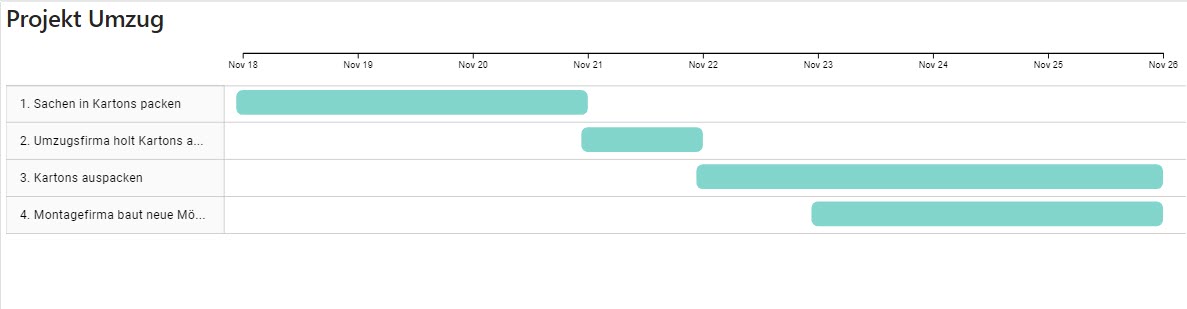 Projekt Umzug
Nov 18 Nov 19 Nov 20 Nov 21 Nov 22 Nov 23 Nov 24 Nov 25 Nov 26
1. Sachen in Kartons packen
2. Umzugsfirma holt Kartons a...
3. Kartons auspacken
4. Montagefirma baut neue Mö...